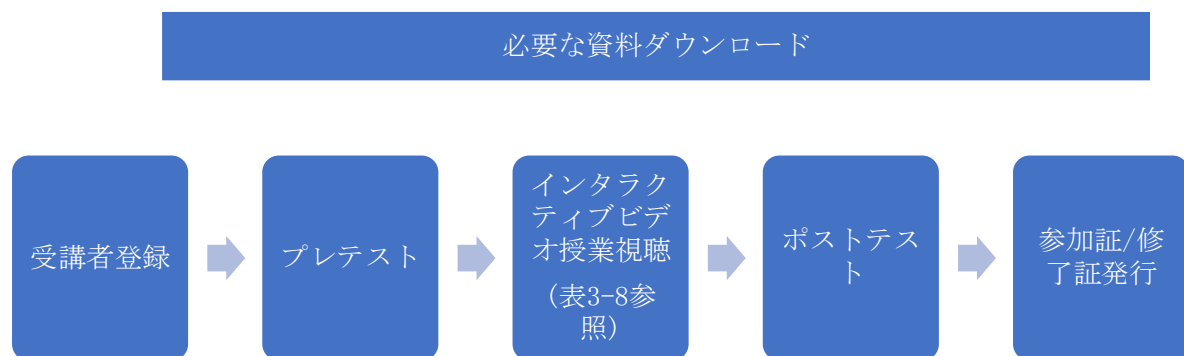 必要な資料ダウンロード
受講者登録
プレテスト
インタラク
ティブビデ
オ授業視聴
（表3-8参
照）
ポストテス
ト
参加証/修
了証発行